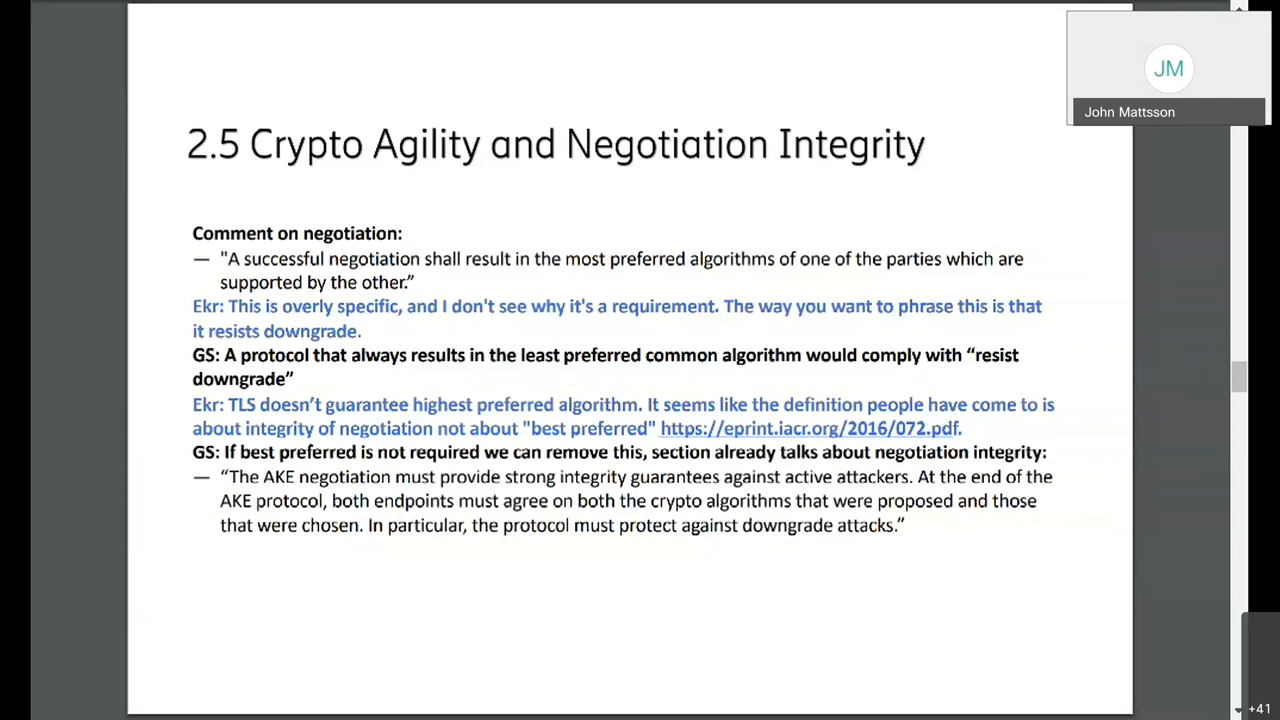 JM
John Mattsson
2.5 Crypto Agility and Negotiation Integrity
Comment on negotiation:
— "A successful negotiation shall result in the most preferred algorithms of one of the parties which are
supported by the other.”
Ekr: This is overly specific, and I don't see why it's a requirement. The way you want to phrase this is that
it resists downgrade.
GS: A protocol that always results in the least preferred common algorithm would comply with “resist
downgrade”
Ekr: TLS doesn’t guarantee highest preferred algorithm. It seems like the definition people have come to is
about integrity of negotiation not about "best preferred" https://eprint.iacr.org/2016/072.pdf.
GS: If best preferred is not required we can remove this, section already talks about negotiation integrity:
— “The AKE negotiation must provide strong integrity guarantees against active attackers. At the end of the
AKE protocol, both endpoints must agree on both the crypto algorithms that were proposed and those
that were chosen. In particular, the protocol must protect against downgrade attacks.”
+41